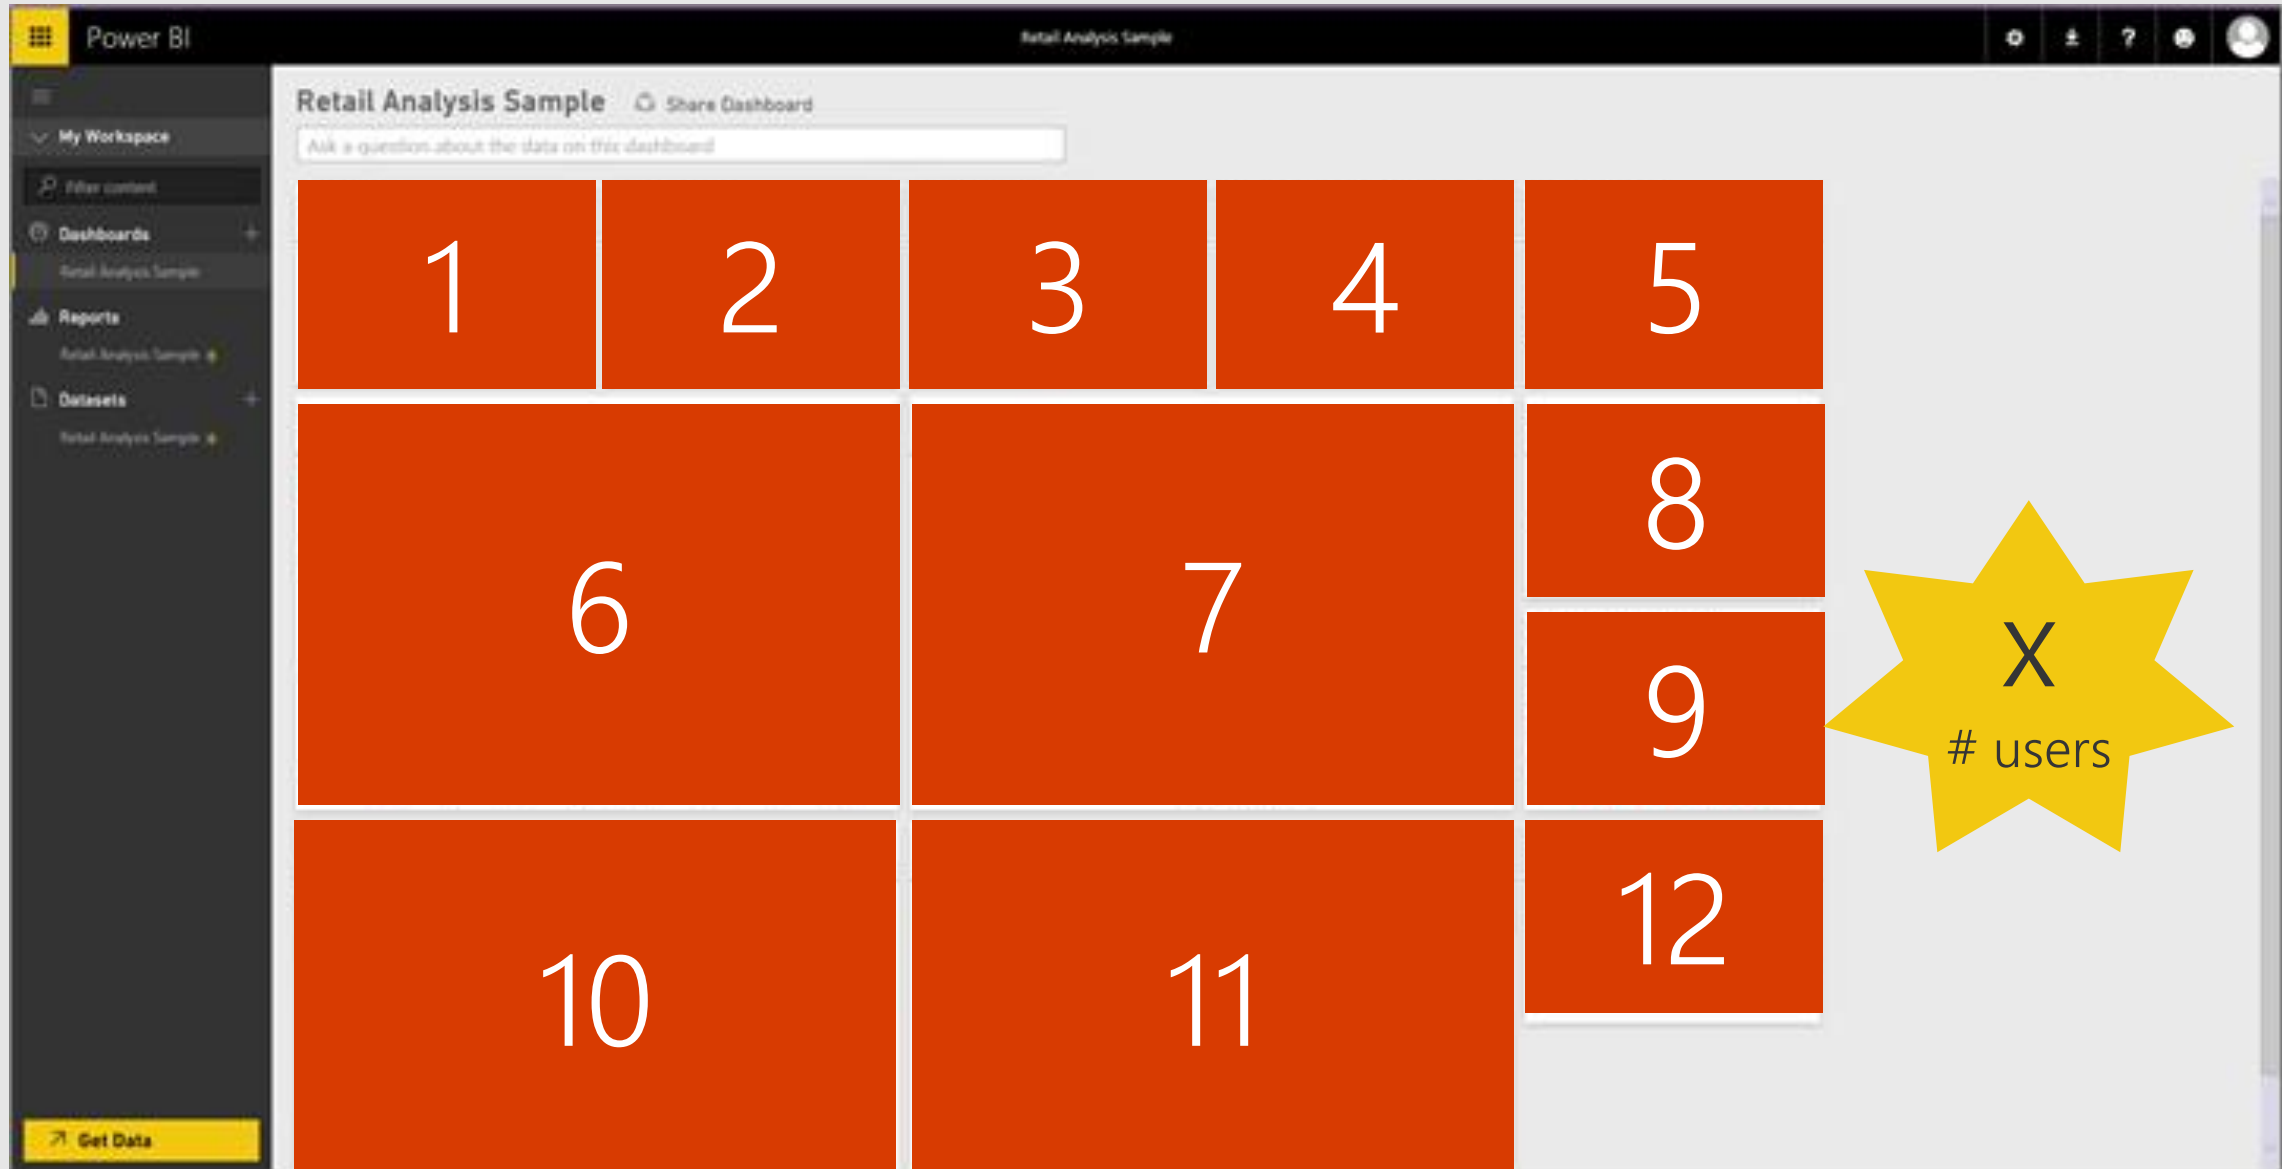 Power BI
Retail Analysis Sample
?
Retail Analysis Sample
Share Dashboard
Ask a question about the data on this dashboard
My Workspace
Filter content
Dashboards +
Retail Analysis Sample
Reports
Retail Analysis Sample
Datasets +
Retail Analysis Sample
Get Data
1 2 3 4 5
6 7 8
9
10 11 12
X
# users